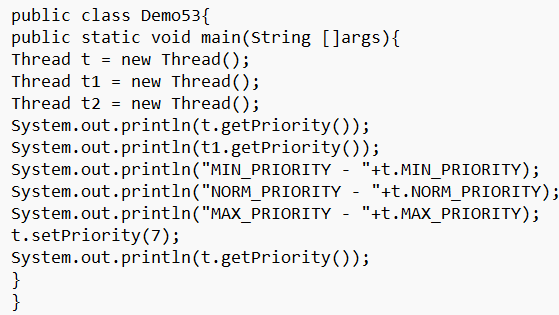 public class Demo53{
public static void main(String []args){
Thread t = new Thread();
Thread t1 = new Thread();
Thread t2 = new Thread();
System.out.println(t.getPriority());
System.out.println(t1.getPriority());
System.out.println("MIN_PRIORITY - "+t.MIN_PRIORITY);
System.out.println("NORM_PRIORITY - "+t.NORM_PRIORITY);
System.out.println("MAX_PRIORITY - "+t.MAX_PRIORITY);
t.setPriority(7);
System.out.println(t.getPriority());
}
}